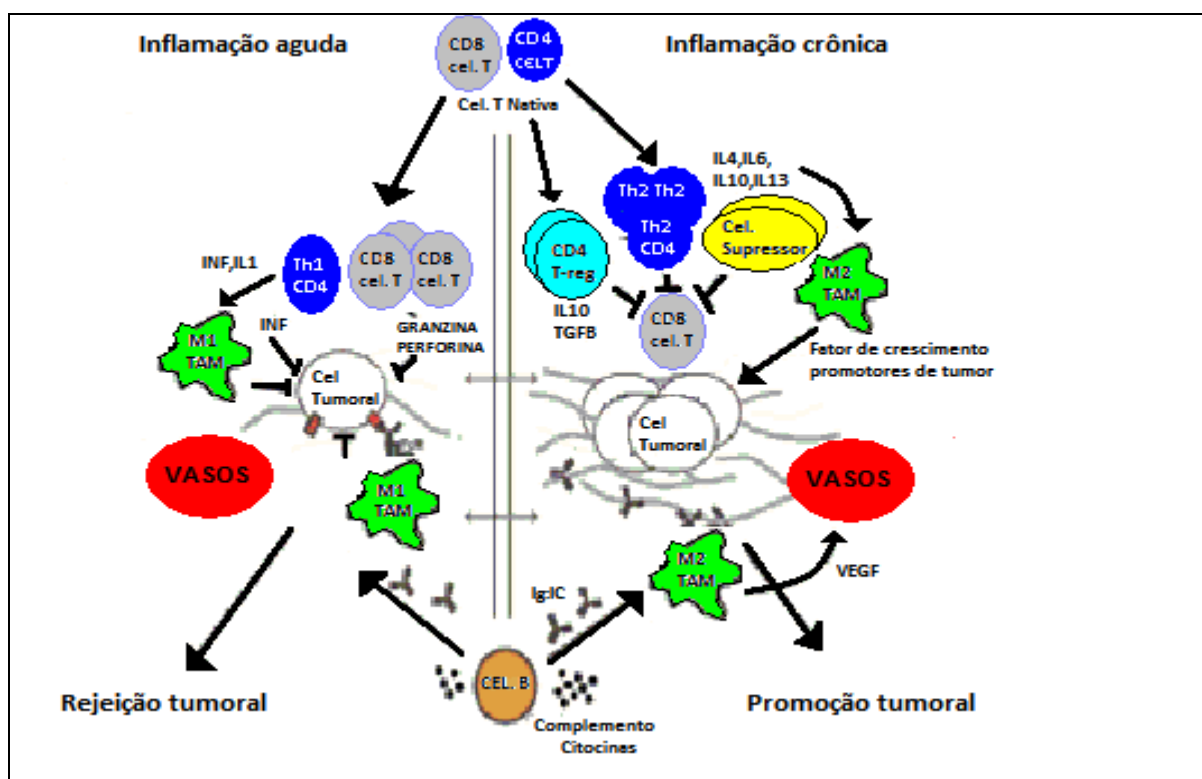 Inflamação aguda
CD8
cel. T
CD4
CELT
Inflamação crônica
Cel. T Nativa
INF,IL1
Th1
CD4
CD8
cel. T
CD8
cel. T
M1
TAM
INF
GRANZINA
PERFORINA
Cel
Tumoral
VASOS
M1
TAM
Rejeição tumoral
IL4,IL6,
IL10,IL13
Th2 Th2
Th2
CD4
Cel.
Supressor
CD4
T-reg
IL10
TGFB
CD8
cel. T
M2
TAM
Fator de crescimento
promotores de tumor
Cel
Tumoral
VASOS
M2
TAM
VEGF
Ig:IC
CEL. B
Complemento
Citocinas
Promoção tumoral